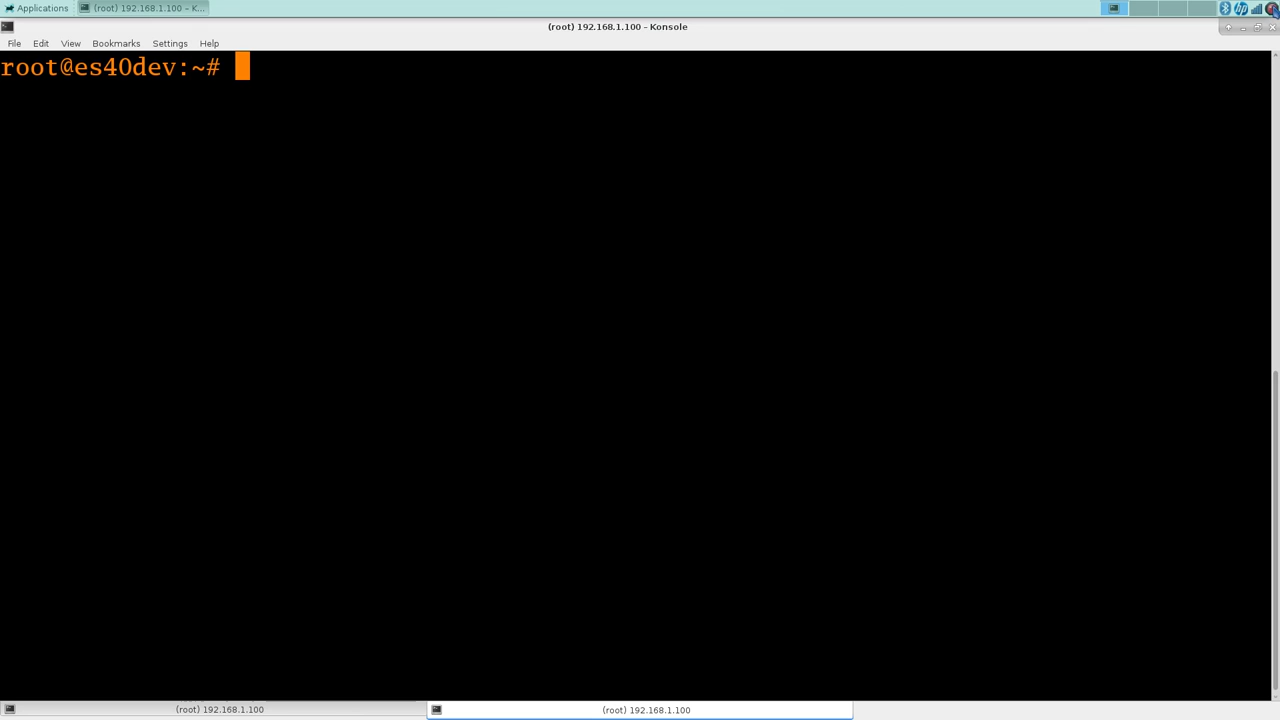 Applications (root) 192.168.1.100 – K...
(root) 192.168.1.100 – Konsole
File Edit View Bookmarks Settings Help
root@es40dev:~#
(root) 192.168.1.100 (root) 192.168.1.100